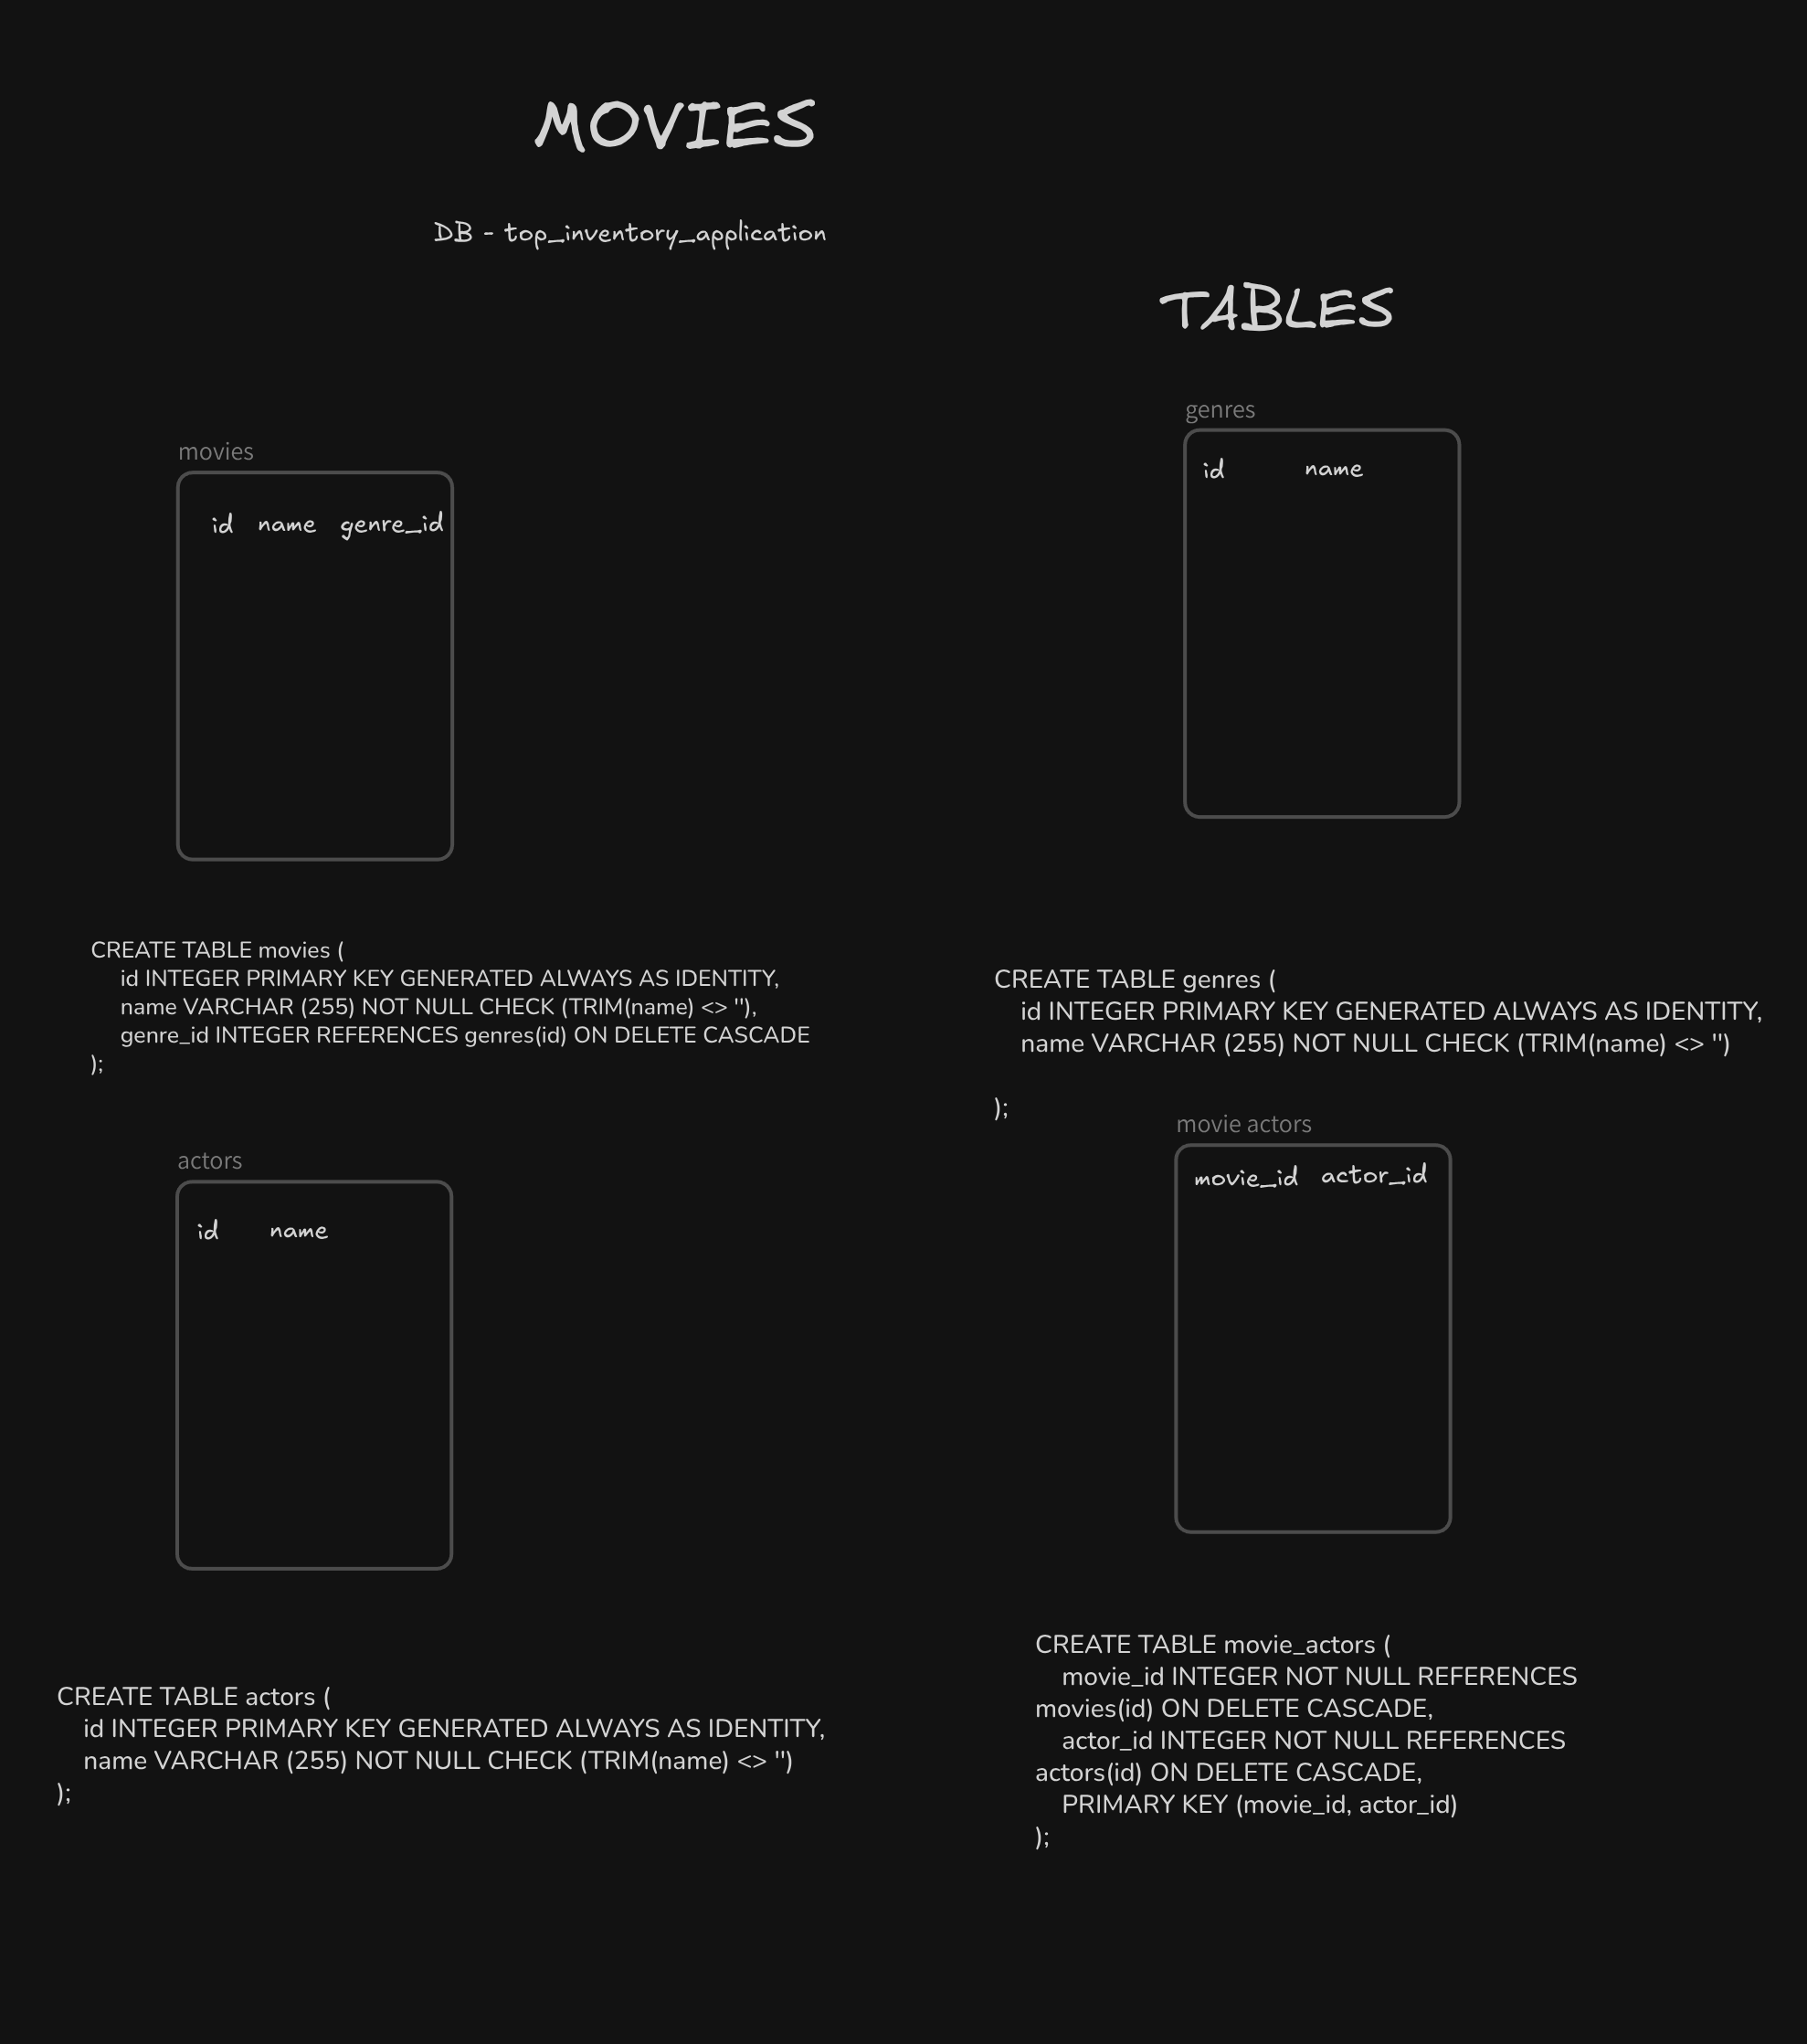 MOVIES
DB - top_inventory_application
TABLES
movies
id name genre_id
genres
id name
CREATE TABLE movies (
id INTEGER PRIMARY KEY GENERATED ALWAYS AS IDENTITY,
name VARCHAR (255) NOT NULL CHECK (TRIM(name) <> ''),
genre_id INTEGER REFERENCES genres(id) ON DELETE CASCADE
);
CREATE TABLE genres (
id INTEGER PRIMARY KEY GENERATED ALWAYS AS IDENTITY,
name VARCHAR (255) NOT NULL CHECK (TRIM(name) <> '')
);
actors
id name
movie actors
movie_id actor_id
CREATE TABLE actors (
id INTEGER PRIMARY KEY GENERATED ALWAYS AS IDENTITY,
name VARCHAR (255) NOT NULL CHECK (TRIM(name) <> '')
);
CREATE TABLE movie_actors (
movie_id INTEGER NOT NULL REFERENCES
movies(id) ON DELETE CASCADE,
actor_id INTEGER NOT NULL REFERENCES
actors(id) ON DELETE CASCADE,
PRIMARY KEY (movie_id, actor_id)
);